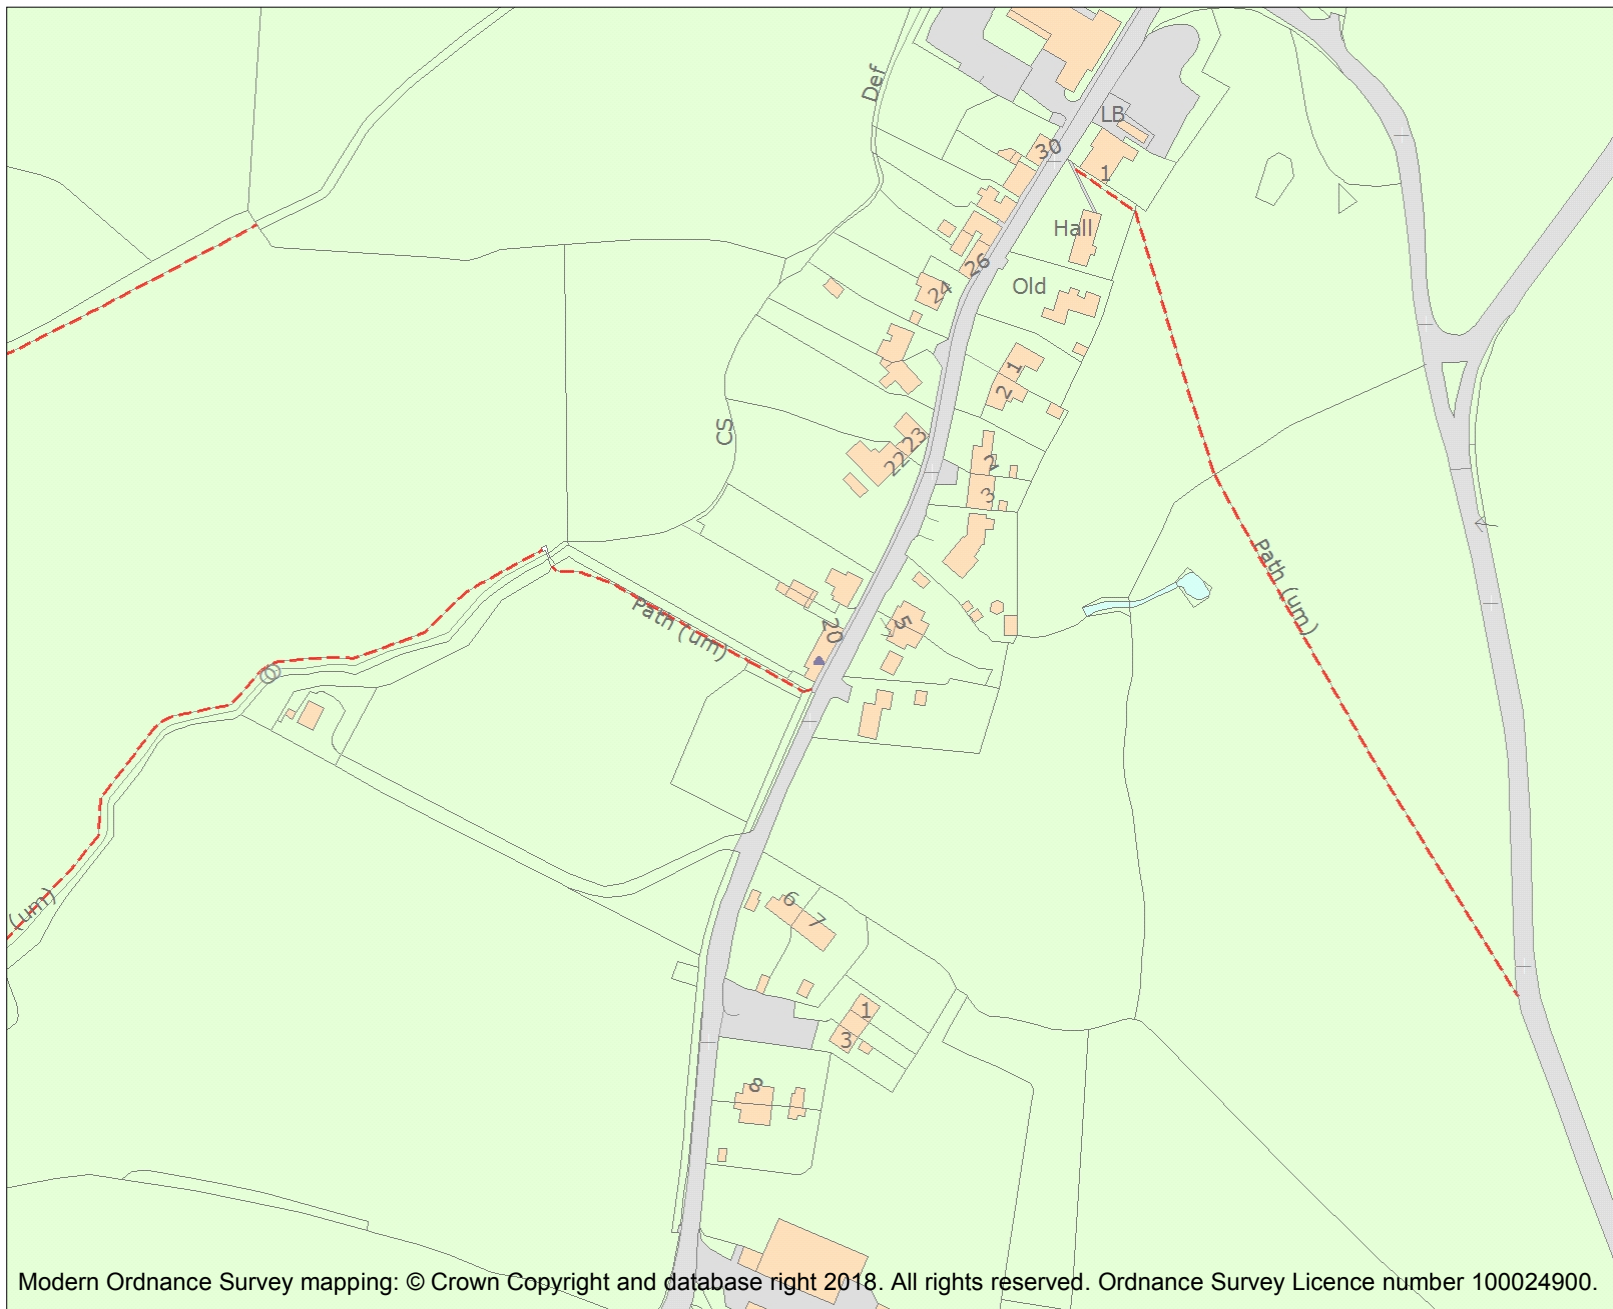 Def
LB
30
1
Hall
26
Old
24
1
2
CS
23
22
2
3
Path (um)
Path (um)
20
5
(um)
6
7
1
3
8
Modern Ordnance Survey mapping: © Crown Copyright and database right 2018. All rights reserved. Ordnance Survey Licence number 100024900.